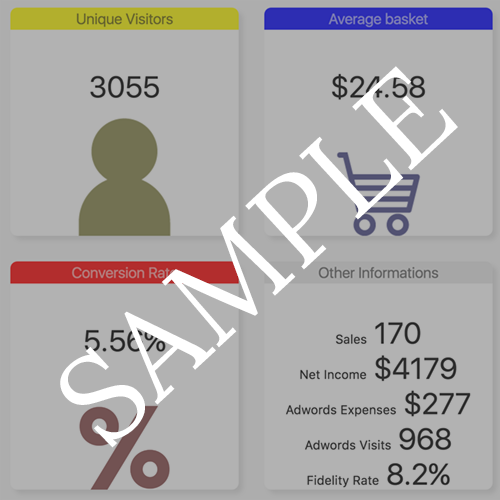 Unique Visitors
3055
Average basket
$24.58
Conversion Rate
5.56%
%
Other Informations
Sales 170
Net Income $4179
Adwords Expenses $277
Adwords Visits 968
Fidelity Rate 8.2%
SAMPLE